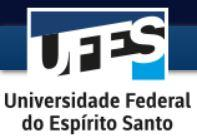 UFES
Universidade Federal
do Espírito Santo